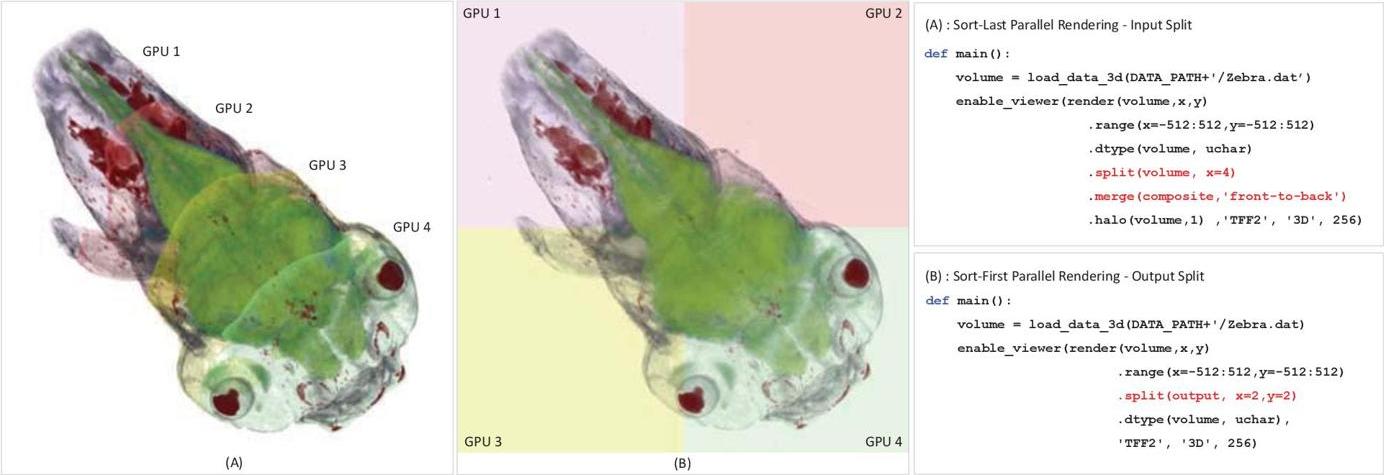 GPU 1
GPU 2
GPU 3
GPU 4
(A)
GPU 1
GPU 2
GPU 3
GPU 4
(B)
(A) : Sort-Last Parallel Rendering - Input Split
def main():
volume = load_data_3d(DATA_PATH+'/Zebra.dat')
enable_viewer(render(volume,x,y)
.range(x=-512:512,y=-512:512)
.dtype(volume, uchar)
.split(volume, x=4)
.merge(composite,'front-to-back')
.halo(volume,1) ,'TFF2', '3D', 256)
(B) : Sort-First Parallel Rendering - Output Split
def main():
volume = load_data_3d(DATA_PATH+'/Zebra.dat)
enable_viewer(render(volume,x,y)
.range(x=-512:512,y=-512:512)
.split(output, x=2,y=2)
.dtype(volume, uchar),
'TFF2', '3D', 256)